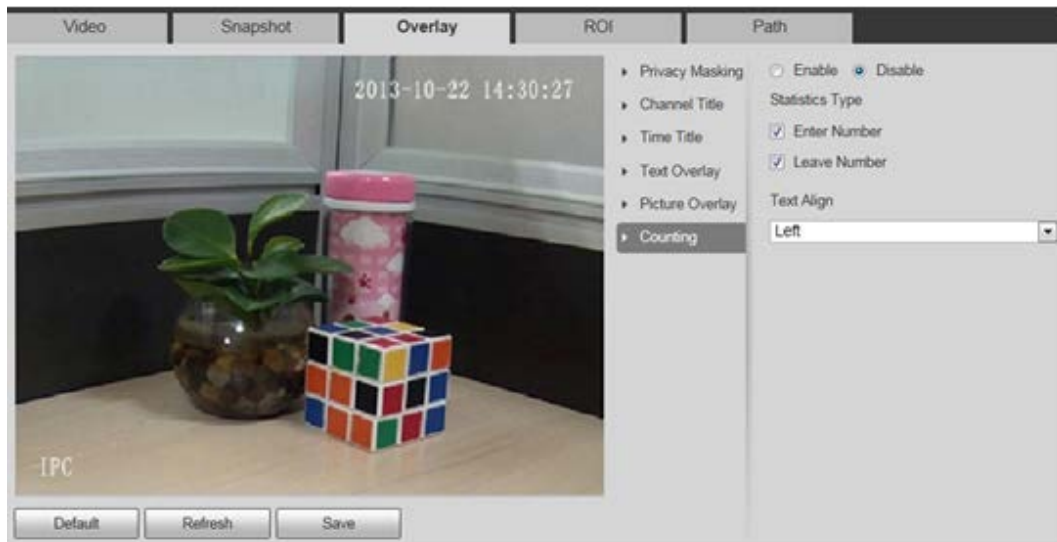 Video Snapshot Overlay ROI Path
2013-10-22 14:30:27
IPC
Privacy Masking
Channel Title
Time Title
Text Overlay
Picture Overlay
Counting
Enable Disable
Statistics Type
Enter Number
Leave Number
Text Align
Left
Default Refresh Save